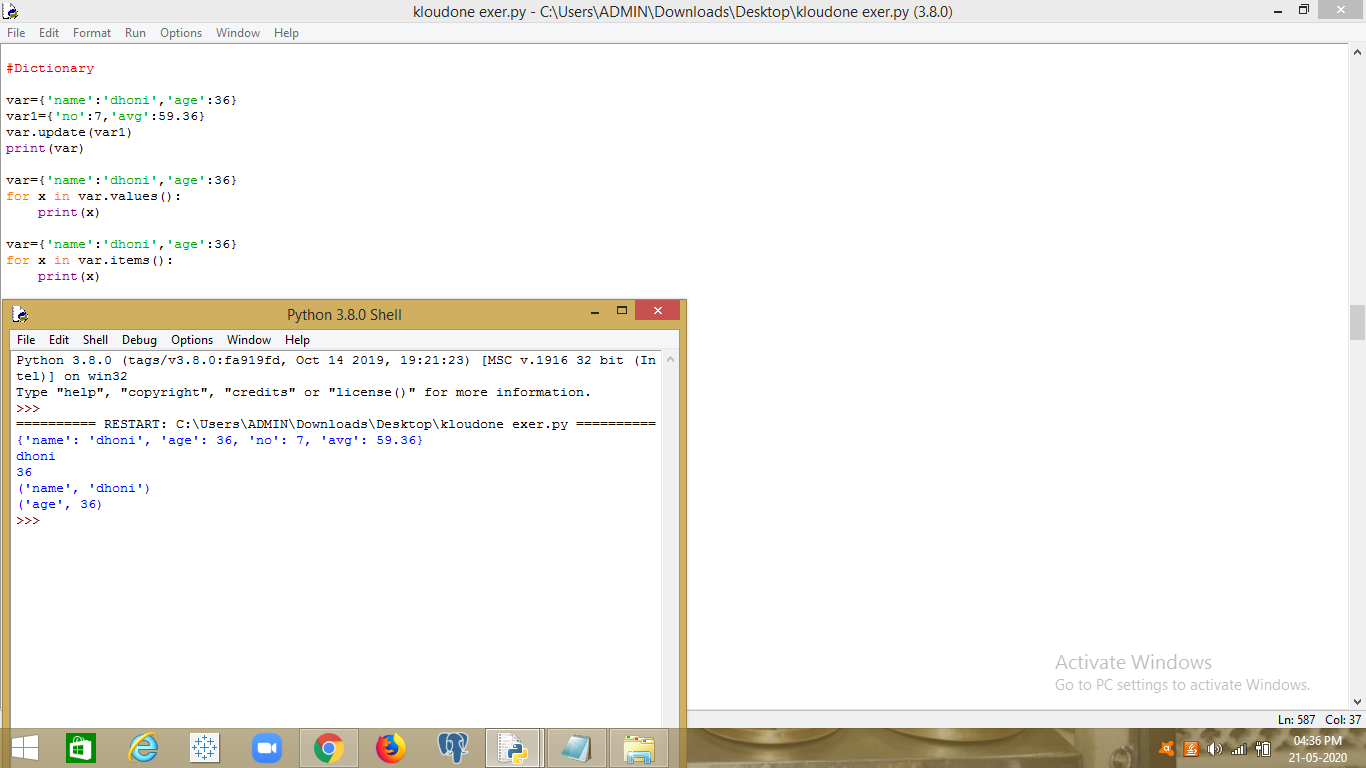 kloudone exer.py - C:\Users\ADMIN\Downloads\Desktop\kloudone exer.py (3.8.0)
File Edit Format Run Options Window Help
#Dictionary
var={'name':'dhoni','age':36}
var1={'no':7,'avg':59.36}
var.update(var1)
print(var)
var={'name':'dhoni','age':36}
for x in var.values():
    print(x)
var={'name':'dhoni','age':36}
for x in var.items():
    print(x)
Python 3.8.0 Shell
File Edit Shell Debug Options Window Help
Python 3.8.0 (tags/v3.8.0:fa919fd, Oct 14 2019, 19:21:23) [MSC v.1916 32 bit (In
tel)] on win32
Type "help", "copyright", "credits" or "license()" for more information.
>>>
========== RESTART: C:\Users\ADMIN\Downloads\Desktop\kloudone exer.py ==========
{'name': 'dhoni', 'age': 36, 'no': 7, 'avg': 59.36}
dhoni
36
('name', 'dhoni')
('age', 36)
>>>
Activate Windows
Go to PC settings to activate Windows.
Ln: 587 Col: 37
04:36 PM
21-05-2020